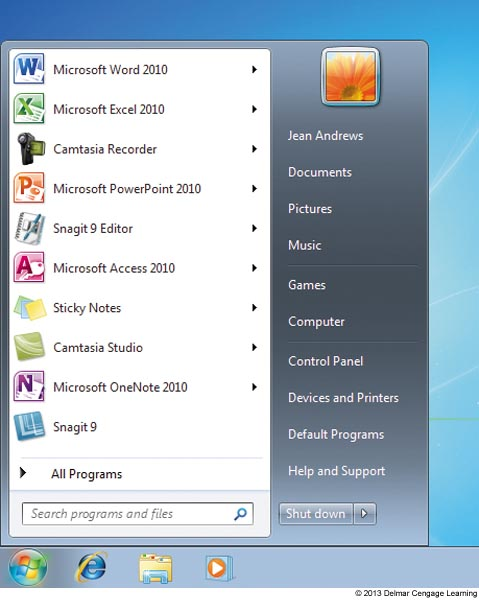 Microsoft Word 2010
Microsoft Excel 2010
Camtasia Recorder
Microsoft PowerPoint 2010
Snagit 9 Editor
Microsoft Access 2010
Sticky Notes
Camtasia Studio
Microsoft OneNote 2010
Snagit 9
All Programs
Search programs and files
Jean Andrews
Documents
Pictures
Music
Games
Computer
Control Panel
Devices and Printers
Default Programs
Help and Support
Shut down
© 2013 Delmar Cengage Learning